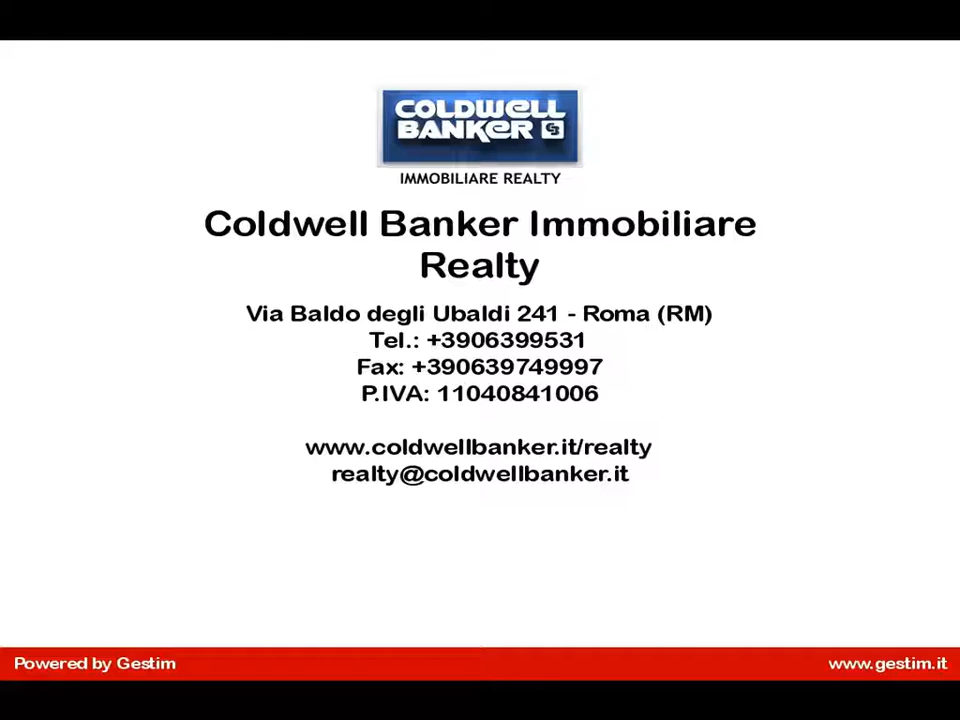 COLDWELL
BANKER CB
IMMOBILIARE REALTY
Coldwell Banker Immobiliare
Realty
Via Baldo degli Ubaldi 241 - Roma (RM)
Tel.: +3906399531
Fax: +390639749997
P.IVA: 11040841006
www.coldwellbanker.it/realty
realty@coldwellbanker.it
Powered by Gestim
www.gestim.it